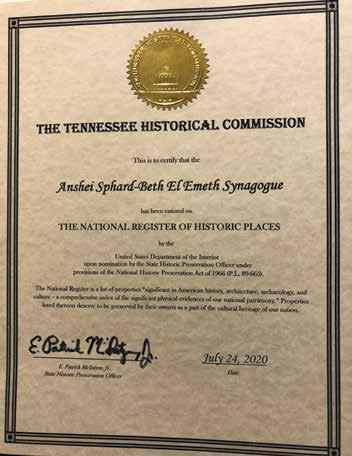 THE TENNESSEE HISTORICAL COMMISSION
This is to certify that the
Anshei Sphard-Beth El Emeth Synagogue
has been entered on
THE NATIONAL REGISTER OF HISTORIC PLACES
by the
United States Department of the Interior
upon nomination by the State Historic Preservation Officer under
provisions of the National Historic Preservation Act of 1966 (P.L. 89-665).
The National Register is a list of properties "significant in American history, architecture, archaeology, and
culture – a comprehensive index of the significant physical evidences of our national patrimony." Properties
listed thereon deserve to be preserved by their owners as a part of the cultural heritage of our nation.
E. Patrick McIntyre, Jr.
July 24, 2020
E. Patrick McIntyre, Jr.
Date
State Historic Preservation Officer